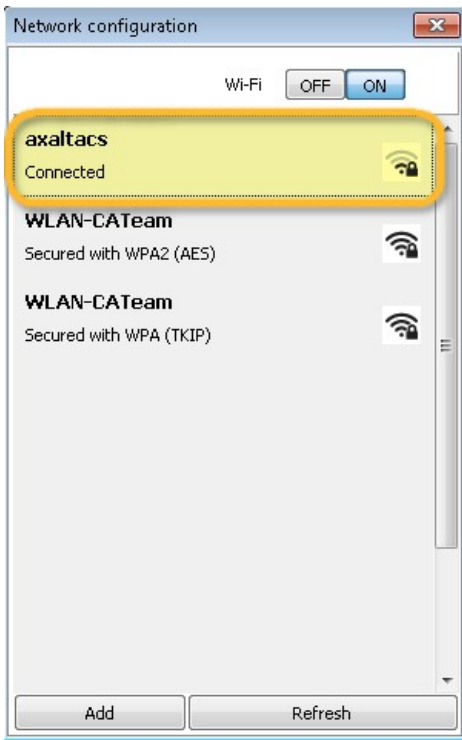 Network configuration
Wi-Fi OFF ON
axaltacs
Connected
WLAN-CATeam
Secured with WPA2 (AES)
WLAN-CATeam
Secured with WPA (TKIP)
Add Refresh